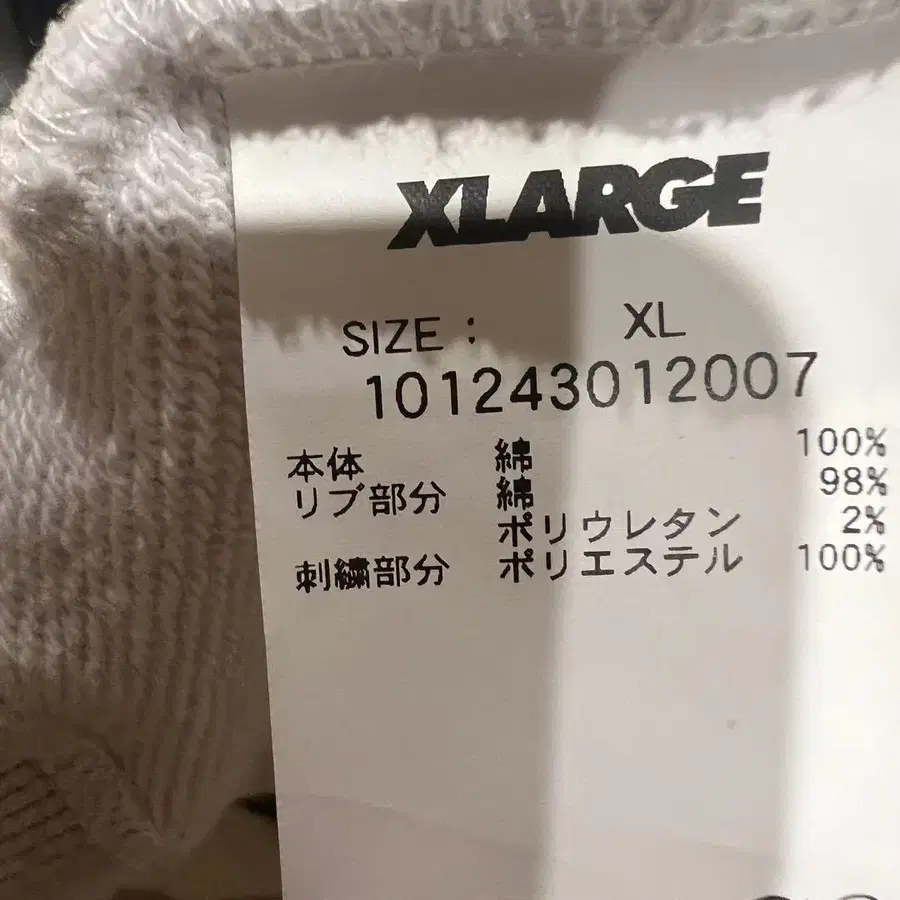 XLARGE
SIZE: XL
101243012007
本体 綿 100%
リブ部分 綿 98%
ポリウレタン 2%
刺繍部分 ポリエステル 100%